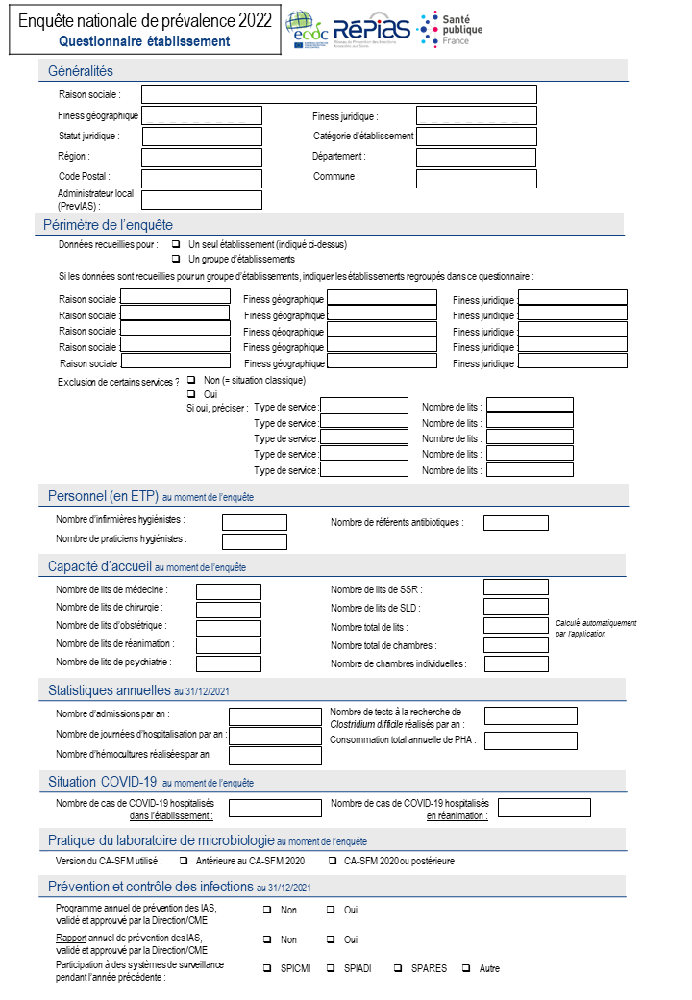 Enquête nationale de prévalence 2022
Questionnaire établissement
ecdc
RéPIAS
Santé
publique
France
Généralités
Raison sociale :
Finess géographique
Finess juridique :
Statut juridique :
Catégorie d'établissement
Région :
Département :
Code Postal :
Commune :
Administrateur local
(PrevIAS) :
Périmètre de l'enquête
Données recueillies pour : ❑ Un seul établissement (indiqué ci-dessus)
❑ Un groupe d'établissements
Si les données sont recueillies pour un groupe d'établissements, indiquer les établissements regroupés dans ce questionnaire :
Raison sociale : Finess géographique Finess juridique :
Raison sociale : Finess géographique : Finess juridique :
Raison sociale : Finess géographique : Finess juridique :
Raison sociale : Finess géographique : Finess juridique :
Raison sociale : Finess géographique : Finess juridique :
Exclusion de certains services ? ❑ Non (= situation classique)
❑ Oui
Si oui, préciser : Type de service : Nombre de lits :
Type de service : Nombre de lits :
Type de service : Nombre de lits :
Type de service : Nombre de lits :
Type de service : Nombre de lits :
Personnel (en ETP) au moment de l'enquête
Nombre d'infirmières hygiénistes :
Nombre de référents antibiotiques :
Nombre de praticiens hygiénistes :
Capacité d'accueil au moment de l'enquête
Nombre de lits de médecine : Nombre de lits de SSR :
Nombre de lits de chirurgie : Nombre de lits de SLD :
Nombre de lits d'obstétrique : Nombre total de lits : Calculé automatiquement
par l'application
Nombre de lits de réanimation : Nombre total de chambres :
Nombre de lits de psychiatrie : Nombre de chambres individuelles :
Statistiques annuelles au 31/12/2021
Nombre d'admissions par an : Nombre de tests à la recherche de
Clostridium difficile réalisés par an :
Nombre de journées d'hospitalisation par an : Consommation total annuelle de PHA :
Nombre d'hémocultures réalisées par an
Situation COVID-19 au moment de l'enquête
Nombre de cas de COVID-19 hospitalisés Nombre de cas de COVID-19 hospitalisés
dans l'établissement : en réanimation :
Pratique du laboratoire de microbiologie au moment de l'enquête
Version du CA-SFM utilisé : ❑ Antérieure au CA-SFM 2020 ❑ CA-SFM 2020 ou postérieure
Prévention et contrôle des infections au 31/12/2021
Programme annuel de prévention des IAS, ❑ Non ❑ Oui
validé et approuvé par la Direction/CME
Rapport annuel de prévention des IAS, ❑ Non ❑ Oui
validé et approuvé par la Direction/CME
Participation à des systèmes de surveillance ❑ SPICMI ❑ SPIADI ❑ SPARES ❑ Autre
pendant l'année précédente :